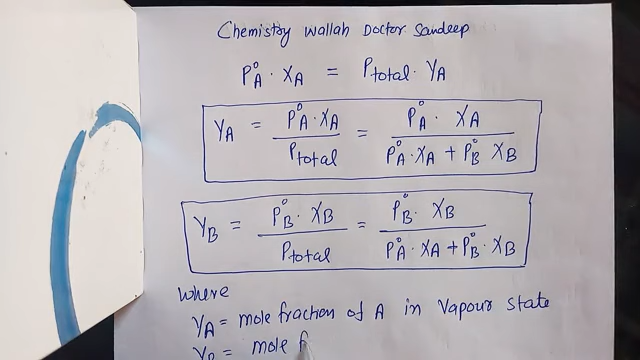 Chemistry Wallah Doctor Sandeep
P°A · XA = Ptotal · YA
YA = P°A · XA / Ptotal = P°A · XA / P°A · XA + P°B XB
YB = P°B · XB / Ptotal = P°B · XB / P°A · XA + P°B · XB
where
YA = mole fraction of A in Vapour State
YB = mole f